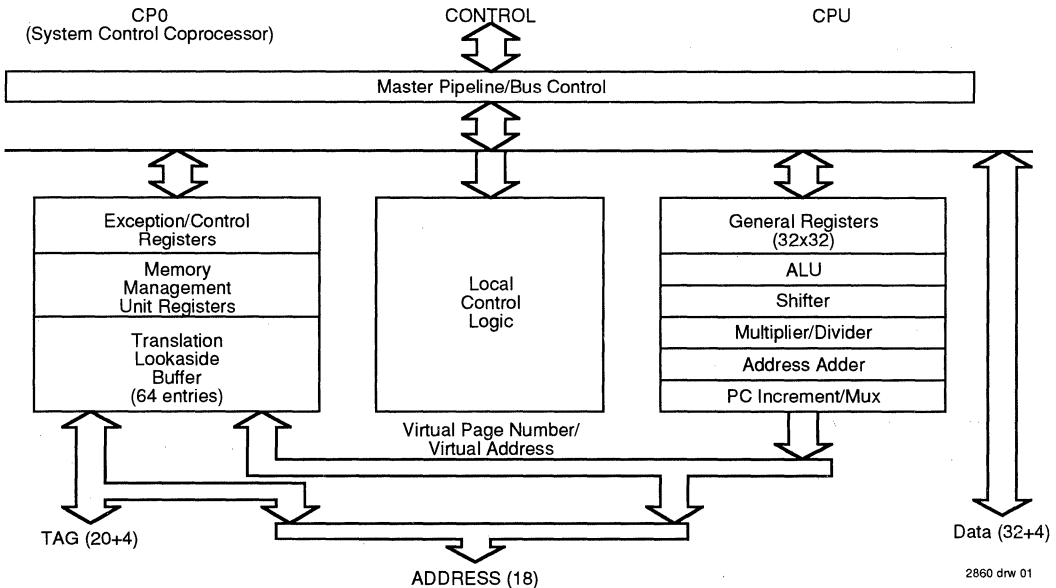 CP0
(System Control Coprocessor)
CONTROL
CPU
Master Pipeline/Bus Control
Exception/Control
Registers
Memory
Management
Unit Registers
Translation
Lookaside
Buffer
(64 entries)
Local
Control
Logic
General Registers
(32x32)
ALU
Shifter
Multiplier/Divider
Address Adder
PC Increment/Mux
Virtual Page Number/
Virtual Address
TAG (20+4)
ADDRESS (18)
Data (32+4)
2860 drw 01